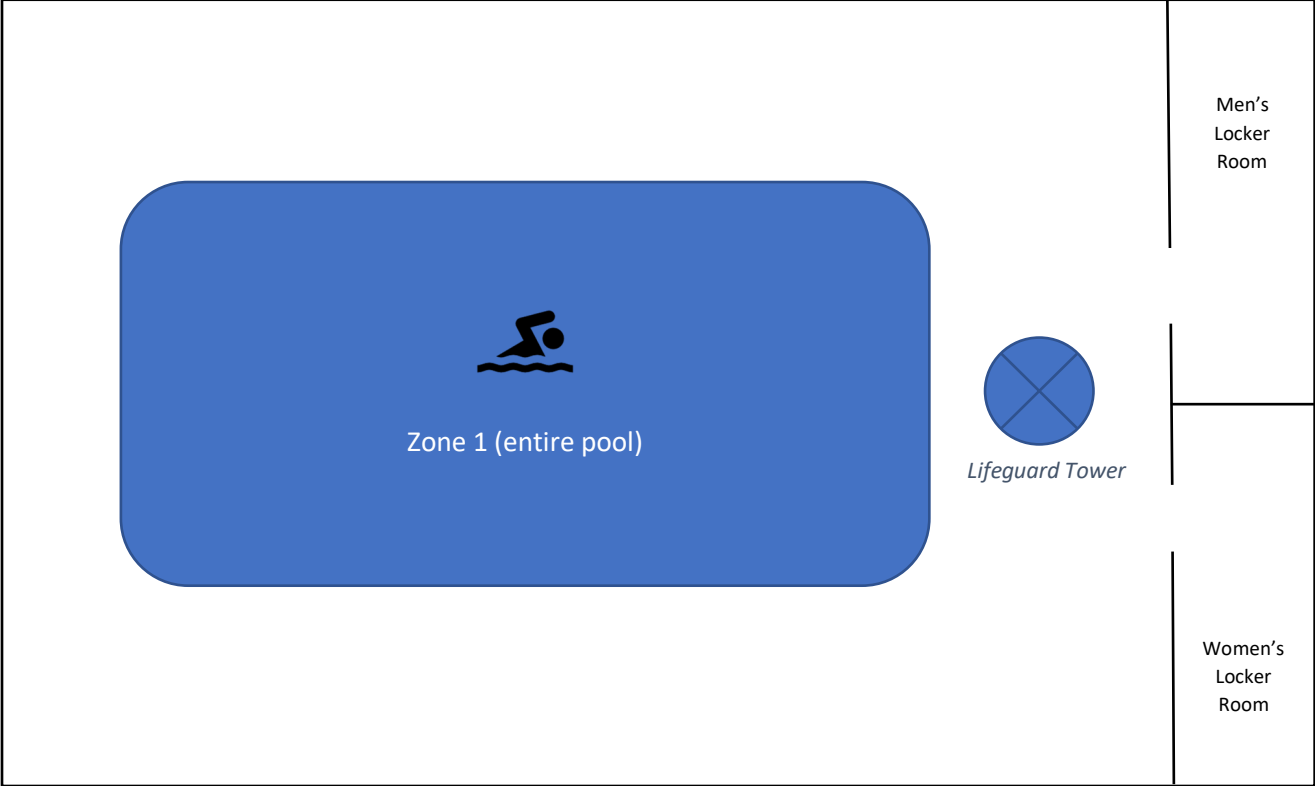 Men’s
Locker
Room
Zone 1 (entire pool)
Lifeguard Tower
Women’s
Locker
Room